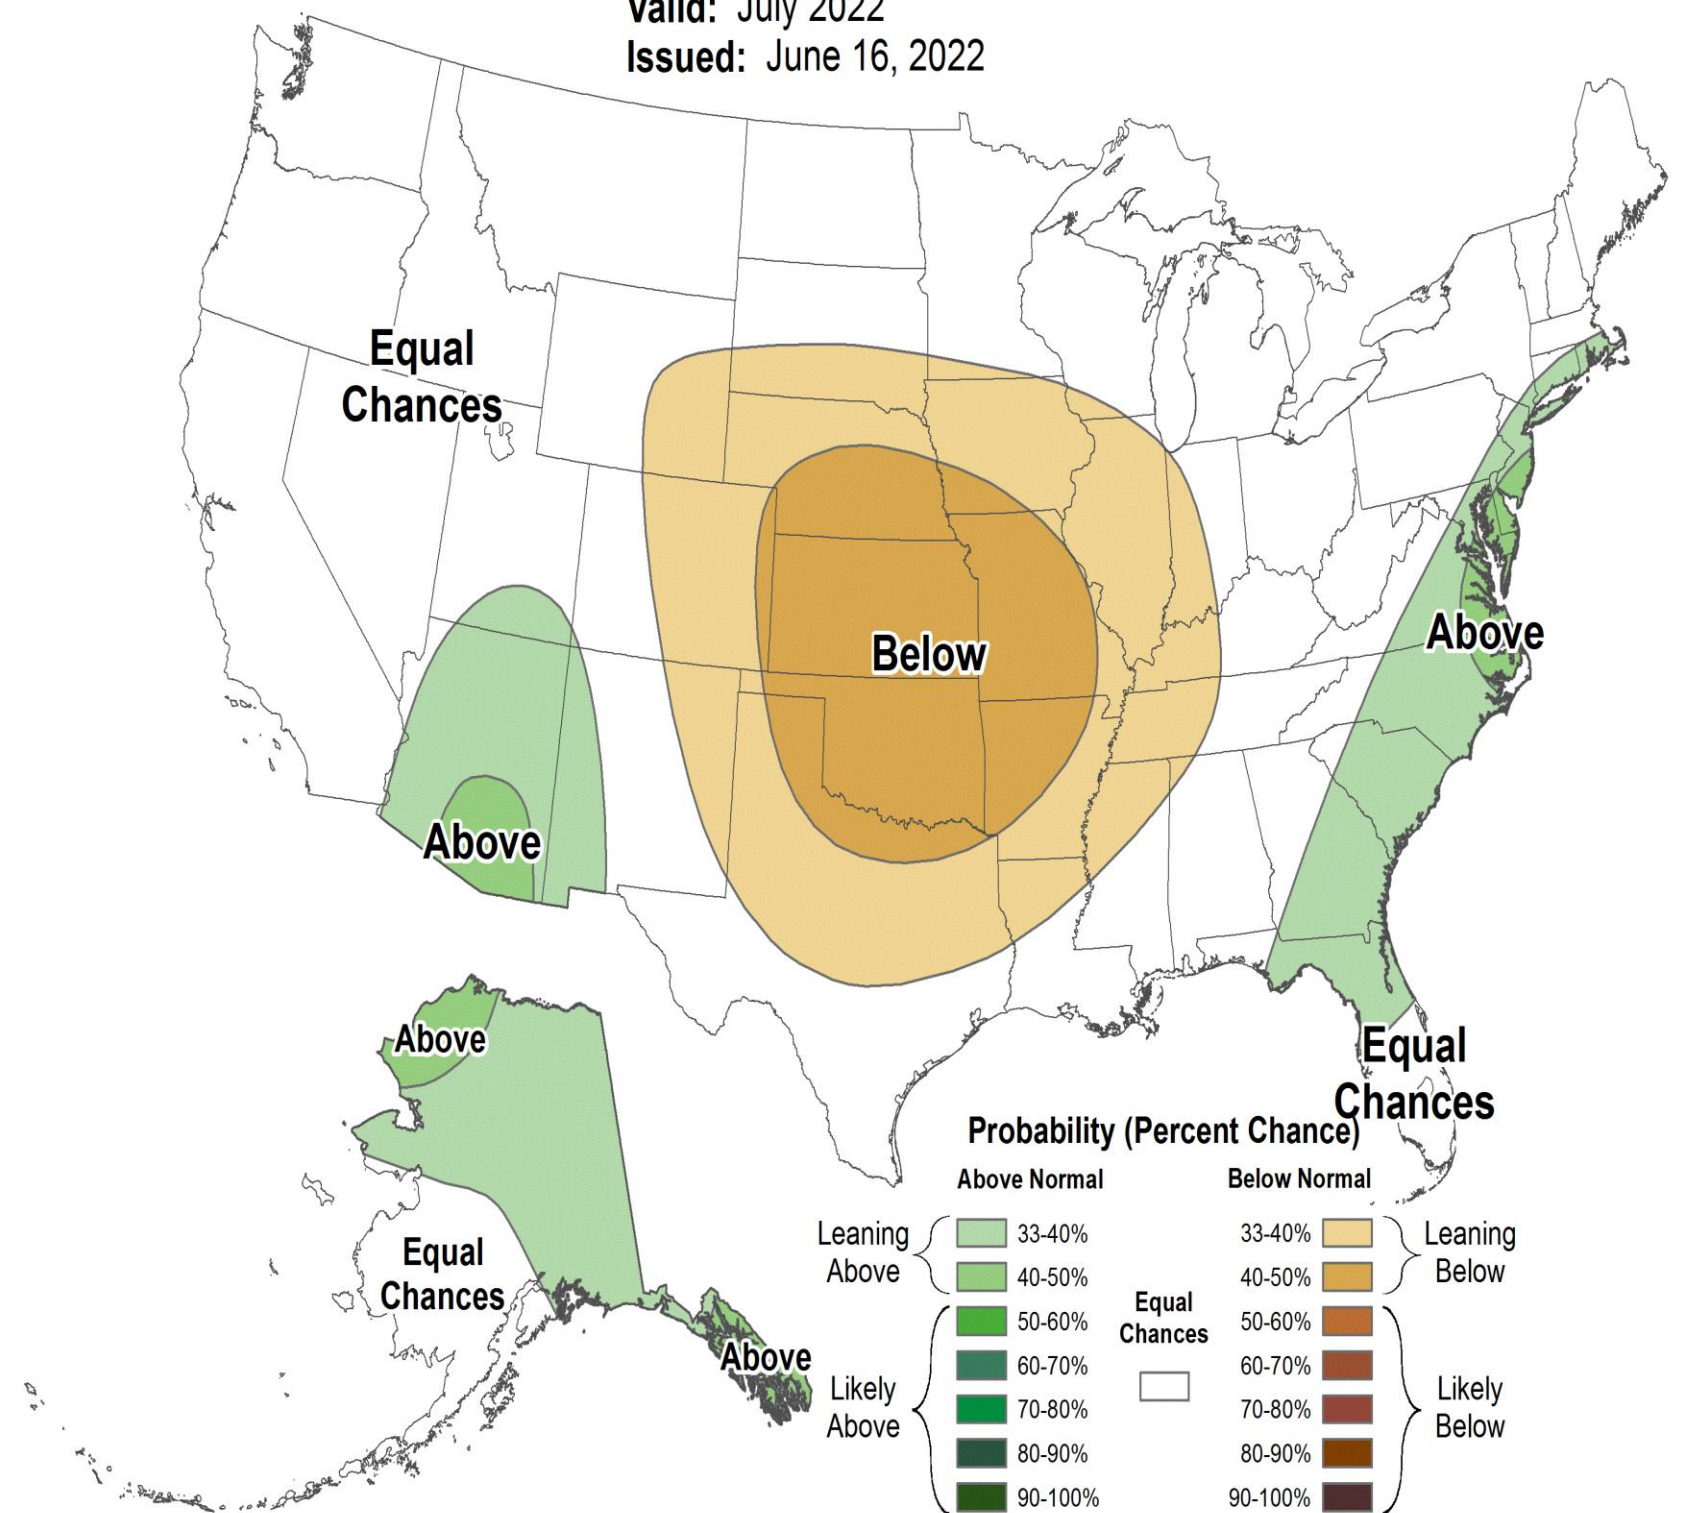 Valid: July 2022
Issued: June 16, 2022
Equal
Chances
Below
Above
Above
Above
Equal
Chances
Equal
Chances
Above
Probability (Percent Chance)
Above Normal
Below Normal
Leaning
Above
33-40%
40-50%
Likely
Above
50-60%
60-70%
70-80%
80-90%
90-100%
Equal
Chances
33-40%
40-50%
Leaning
Below
50-60%
60-70%
70-80%
80-90%
90-100%
Likely
Below